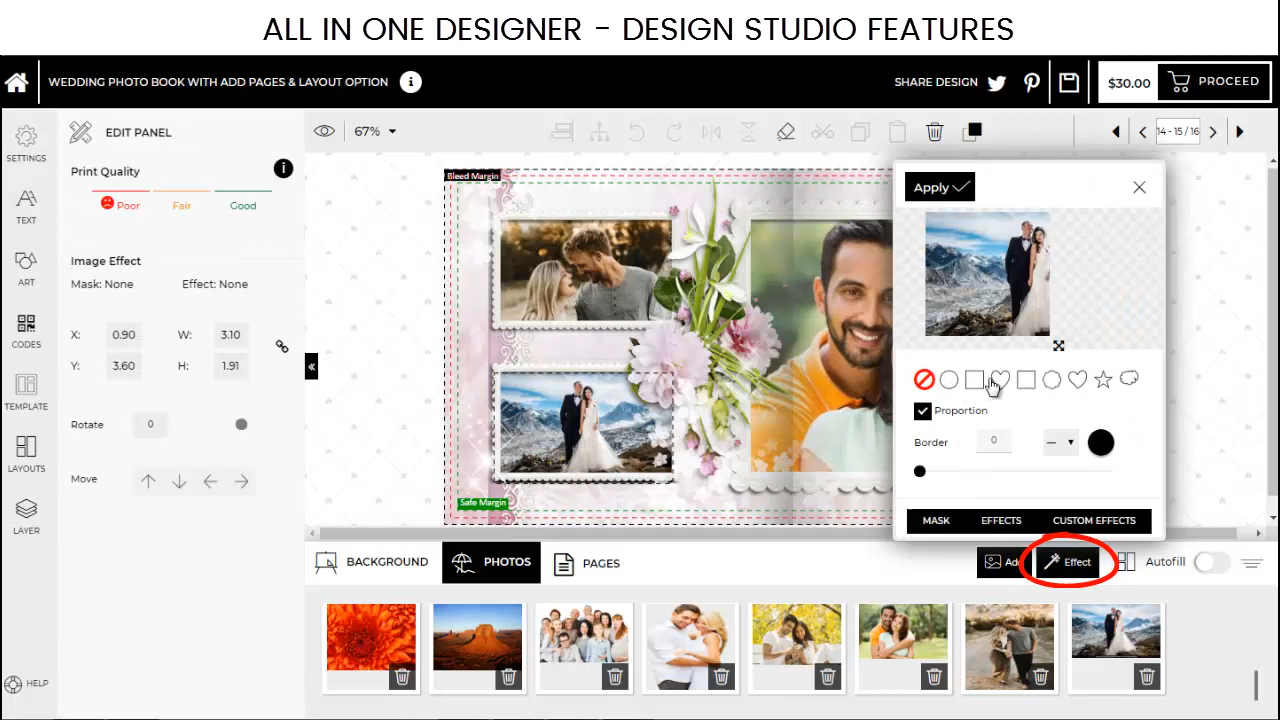 ALL IN ONE DESIGNER - DESIGN STUDIO FEATURES
WEDDING PHOTO BOOK WITH ADD PAGES & LAYOUT OPTION
i
SHARE DESIGN
$30.00
PROCEED
SETTINGS
TEXT
ART
CODES
TEMPLATE
LAYOUTS
LAYER
HELP
EDIT PANEL
Print Quality
i
Poor
Fair
Good
Image Effect
Mask: None
Effect: None
X:
0.90
W:
3.10
Y:
3.60
H:
1.91
Rotate
0
Move
67%
14 - 15 / 16
Bleed Margin
Safe Margin
Apply
Proportion
Border
0
MASK
EFFECTS
CUSTOM EFFECTS
BACKGROUND
PHOTOS
PAGES
Effect
Autofill